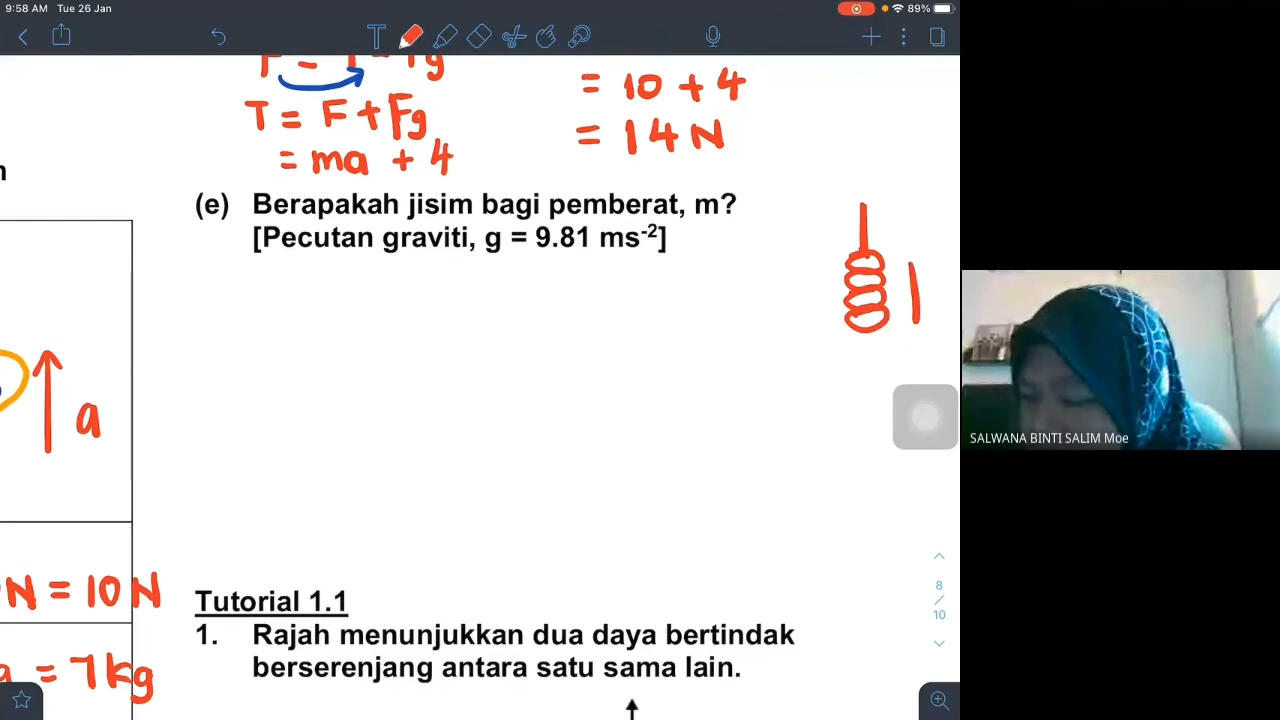 9:58 AM Tue 26 Jan
89%
T = F + Fg
= ma + 4
= 10 + 4
= 14 N
(e) Berapakah jisim bagi pemberat, m?
[Pecutan graviti, g = 9.81 ms⁻²]
a
N = 10 N
= 7 kg
Tutorial 1.1
1. Rajah menunjukkan dua daya bertindak
berserenjang antara satu sama lain.
8
/
10
SALWANA BINTI SALIM Moe